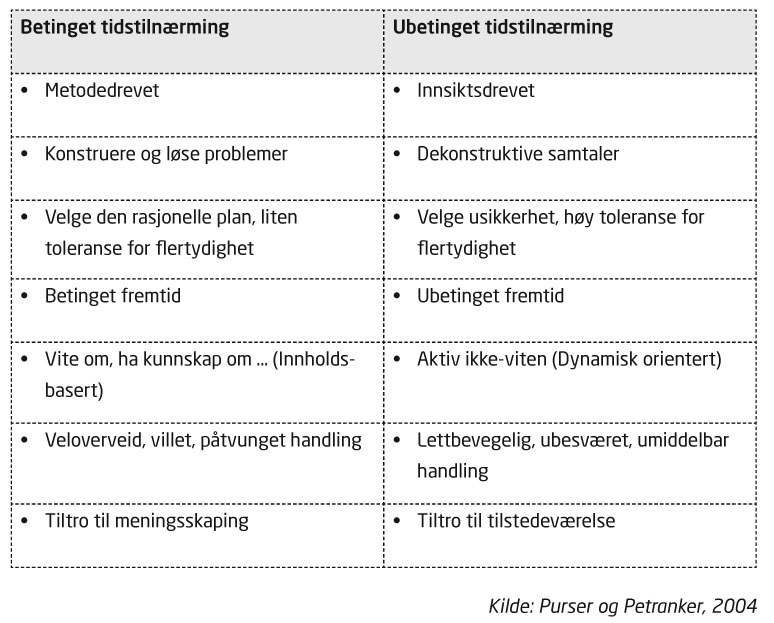 Betinget tidstilnærming
Ubetinget tidstilnærming
• Metodedrevet
• Innsiktsdrevet
• Konstruere og løse problemer
• Dekonstruktive samtaler
• Velge den rasjonelle plan, liten
toleranse for flertydighet
• Velge usikkerhet, høy toleranse for
flertydighet
• Betinget fremtid
• Ubetinget fremtid
• Vite om, ha kunnskap om ... (Innholds-
basert)
• Aktiv ikke-viten (Dynamisk orientert)
• Veloverveid, villet, påtvunget handling
• Lettbevegelig, ubesværet, umiddelbar
handling
• Tiltro til meningsskaping
• Tiltro til tilstedeværelse
Kilde: Purser og Petranker, 2004